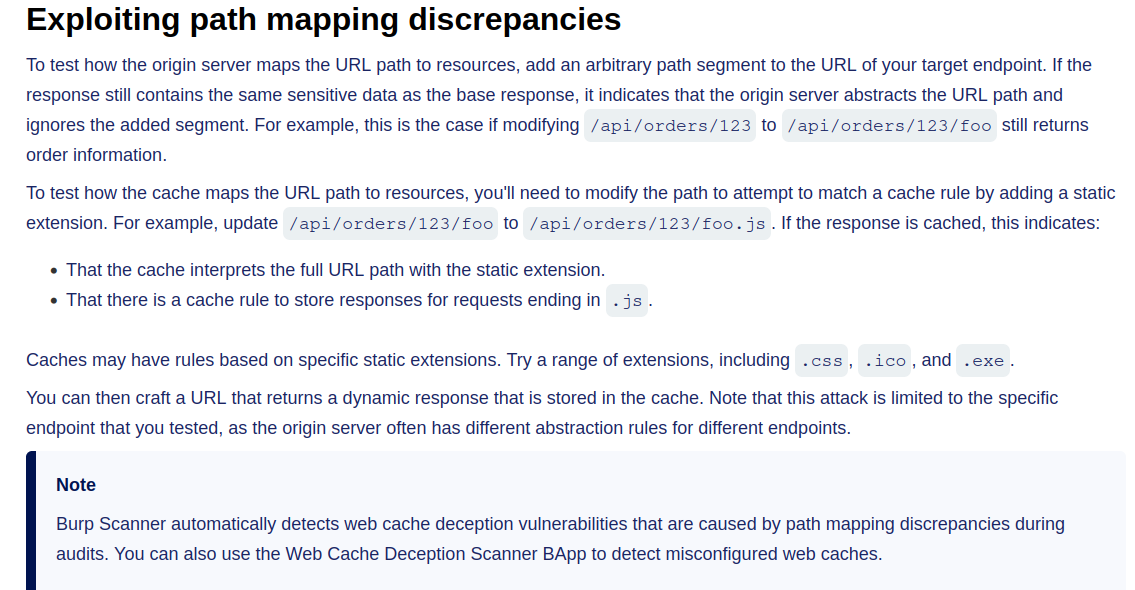 Exploiting path mapping discrepancies
To test how the origin server maps the URL path to resources, add an arbitrary path segment to the URL of your target endpoint. If the
response still contains the same sensitive data as the base response, it indicates that the origin server abstracts the URL path and
ignores the added segment. For example, this is the case if modifying /api/orders/123 to /api/orders/123/foo still returns
order information.
To test how the cache maps the URL path to resources, you'll need to modify the path to attempt to match a cache rule by adding a static
extension. For example, update /api/orders/123/foo to /api/orders/123/foo.js. If the response is cached, this indicates:
• That the cache interprets the full URL path with the static extension.
• That there is a cache rule to store responses for requests ending in .js.
Caches may have rules based on specific static extensions. Try a range of extensions, including .css, .ico, and .exe.
You can then craft a URL that returns a dynamic response that is stored in the cache. Note that this attack is limited to the specific
endpoint that you tested, as the origin server often has different abstraction rules for different endpoints.
Note
Burp Scanner automatically detects web cache deception vulnerabilities that are caused by path mapping discrepancies during
audits. You can also use the Web Cache Deception Scanner BApp to detect misconfigured web caches.